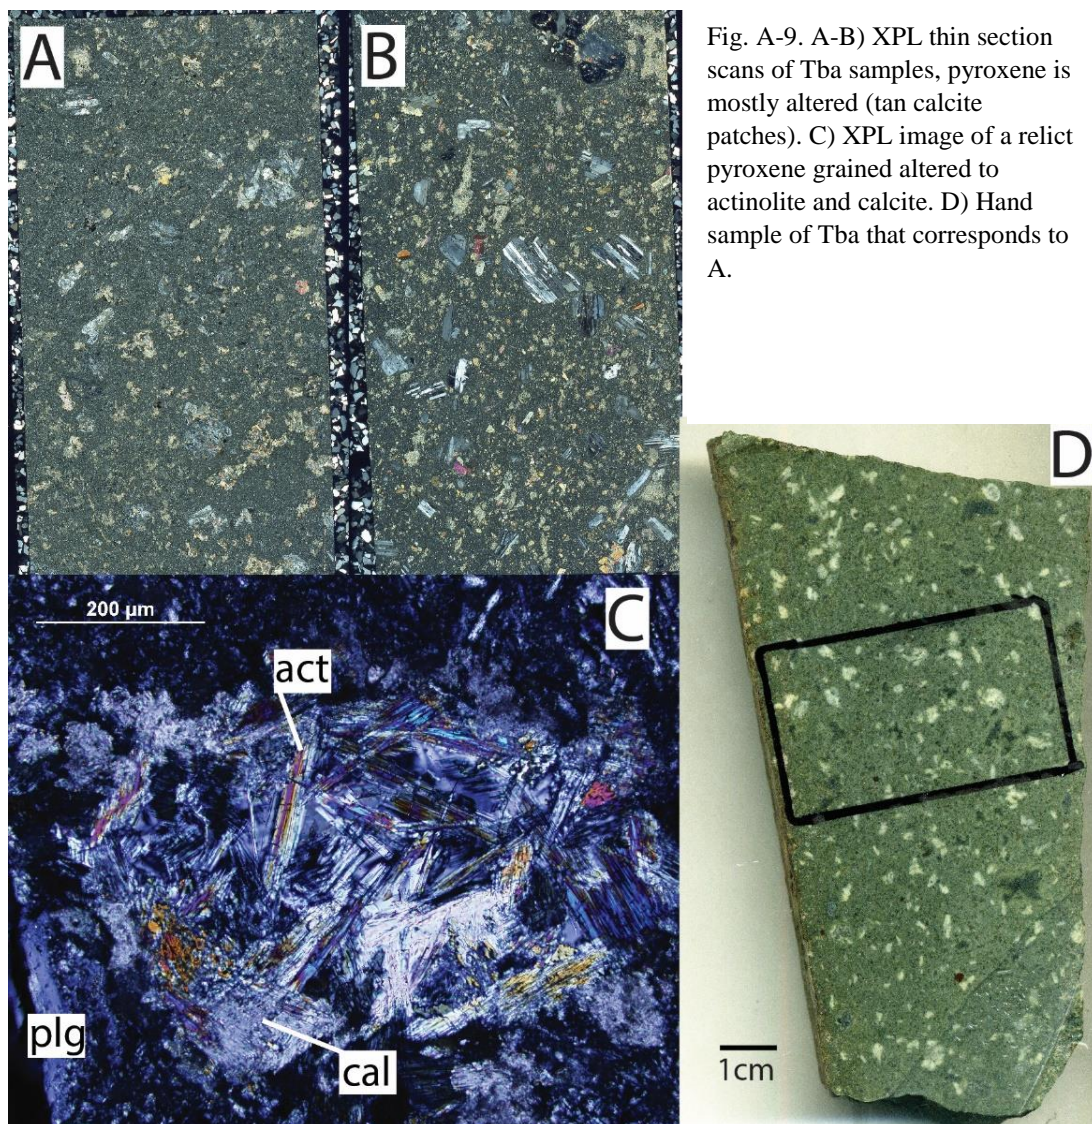 A
B
Fig. A-9. A-B) XPL thin section
scans of Tba samples, pyroxene is
mostly altered (tan calcite
patches). C) XPL image of a relict
pyroxene grained altered to
actinolite and calcite. D) Hand
sample of Tba that corresponds to
A.
D
200 µm
C
act
plg
cal
1cm